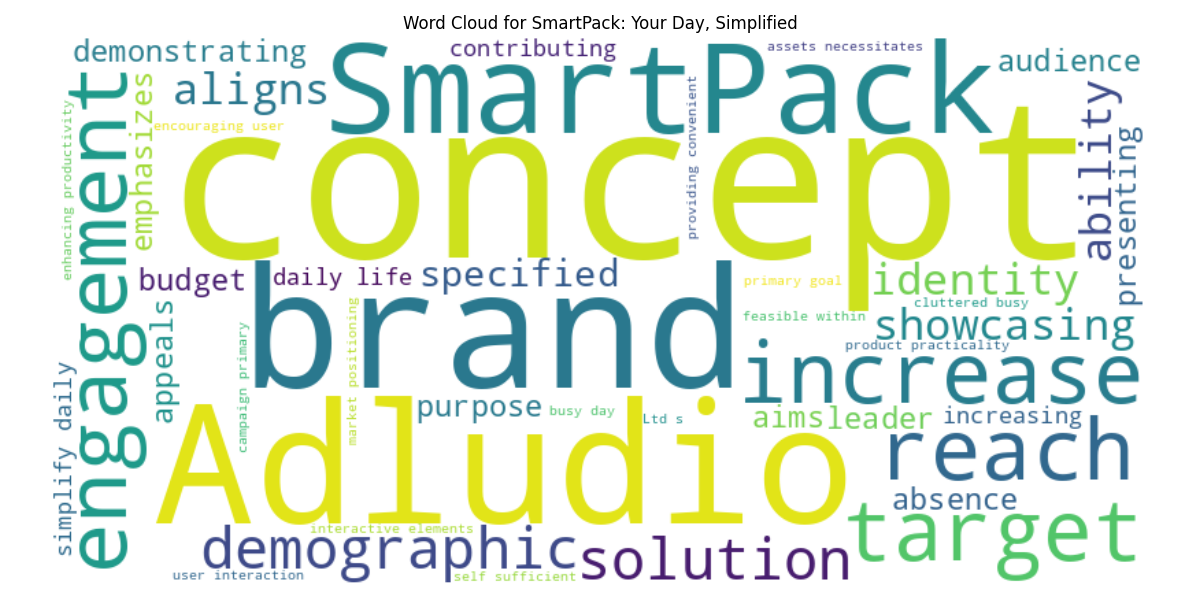 Word Cloud for SmartPack: Your Day, Simplified
demonstrating
contributing
assets necessitates
audience
SmartPack
aligns
encouraging user
emphasizes
enhancing productivity
engagement
providing convenient
ability
presenting
concept
budget
daily life
specified
primary goal
identity
cluttered busy
brand
feasible within
showcasing
product practicality
appeals
campaign primary
market positioning
increase
simplify daily
purpose
busy day
Ltd s
aims
leader
increasing
Adludio
reach
absence
target
interactive elements
demographic
solution
user interaction
self sufficient